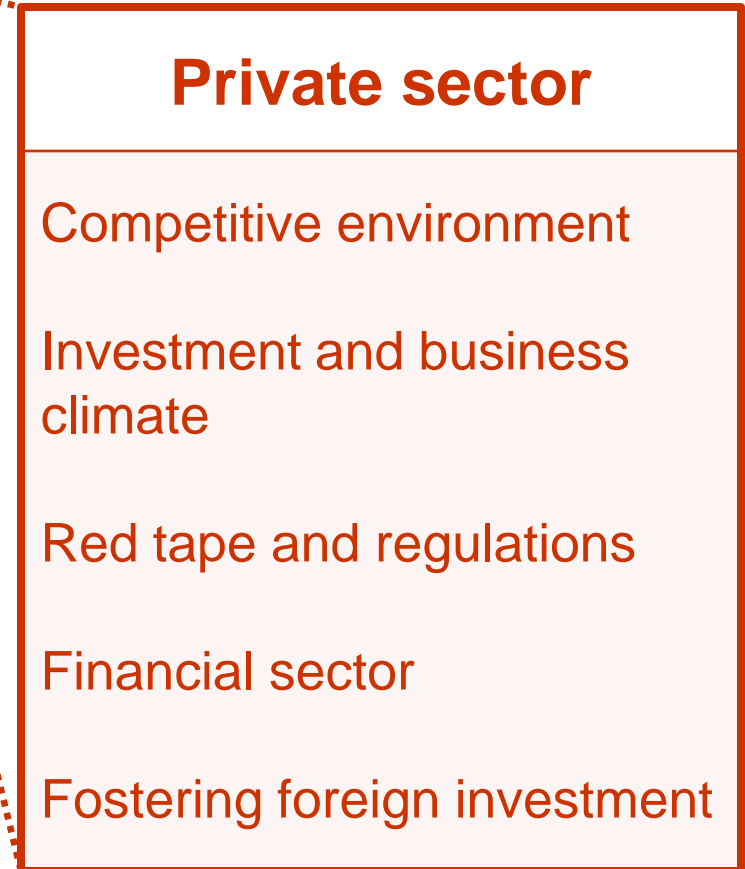 Private sector
Competitive environment
Investment and business
climate
Red tape and regulations
Financial sector
Fostering foreign investment